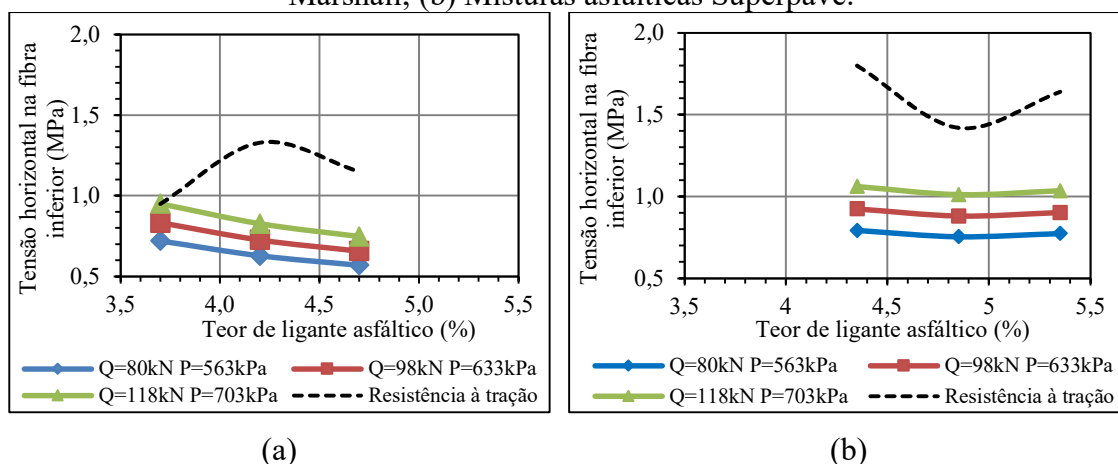 Marshall, (b) Misturas asfálticas Superpave.
Tensão horizontal na fibra
inferior (MPa)
2,0
1,5
1,0
0,5
3,5 4,0 4,5 5,0 5,5
Teor de ligante asfáltico (%)
Q=80kN P=563kPa Q=98kN P=633kPa
Q=118kN P=703kPa Resistência à tração
(a)
Tensão horizontal na fibra
inferior (MPa)
2,0
1,5
1,0
0,5
3,5 4 4,5 5 5,5
Teor de ligante asfáltico (%)
Q=80kN P=563kPa Q=98kN P=633kPa
Q=118kN P=703kPa Resistência à tração
(b)